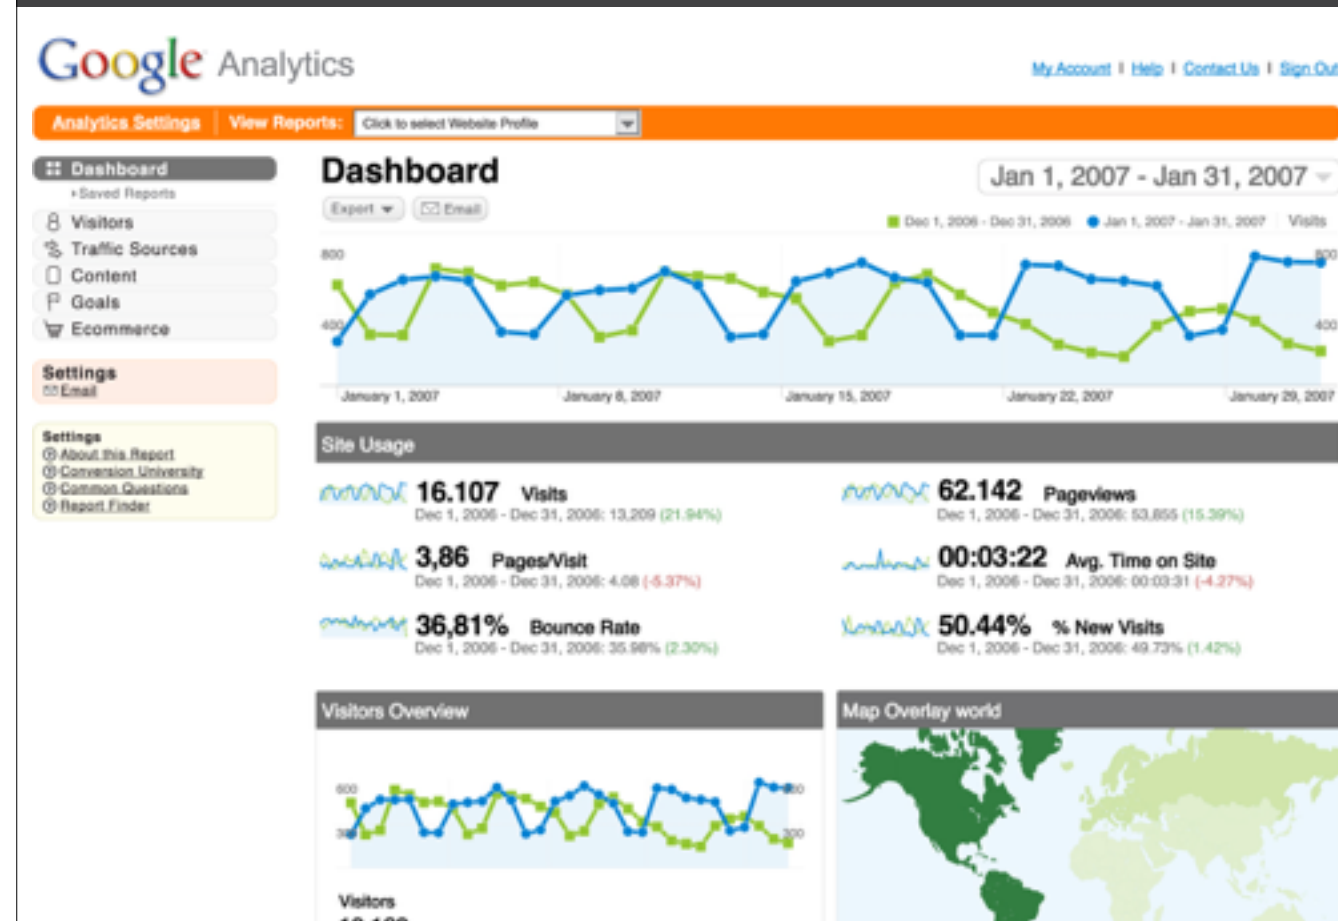 Google Analytics
My Account | Help | Contact Us | Sign Out
Analytics Settings View Reports: Click to select Website Profile
Dashboard
Saved Reports
Visitors
Traffic Sources
Content
Goals
Ecommerce
Settings
Email
Settings
About this Report
Conversion University
Common Questions
Report Finder
Dashboard
Jan 1, 2007 - Jan 31, 2007
Export Email
Dec 1, 2006 - Dec 31, 2006 Jan 1, 2007 - Jan 31, 2007 Visits
800 800
400 400
January 1, 2007 January 8, 2007 January 15, 2007 January 22, 2007 January 29, 2007
Site Usage
16.107 Visits
Dec 1, 2006 - Dec 31, 2006: 13,209 (21.94%)
62.142 Pageviews
Dec 1, 2006 - Dec 31, 2006: 53,855 (15.39%)
3,86 Pages/Visit
Dec 1, 2006 - Dec 31, 2006: 4.08 (-5.37%)
00:03:22 Avg. Time on Site
Dec 1, 2006 - Dec 31, 2006: 00:03:31 (-4.27%)
36,81% Bounce Rate
Dec 1, 2006 - Dec 31, 2006: 35.98% (2.30%)
50.44% % New Visits
Dec 1, 2006 - Dec 31, 2006: 49.73% (1.42%)
Visitors Overview
Map Overlay world
600
300 300
Visitors